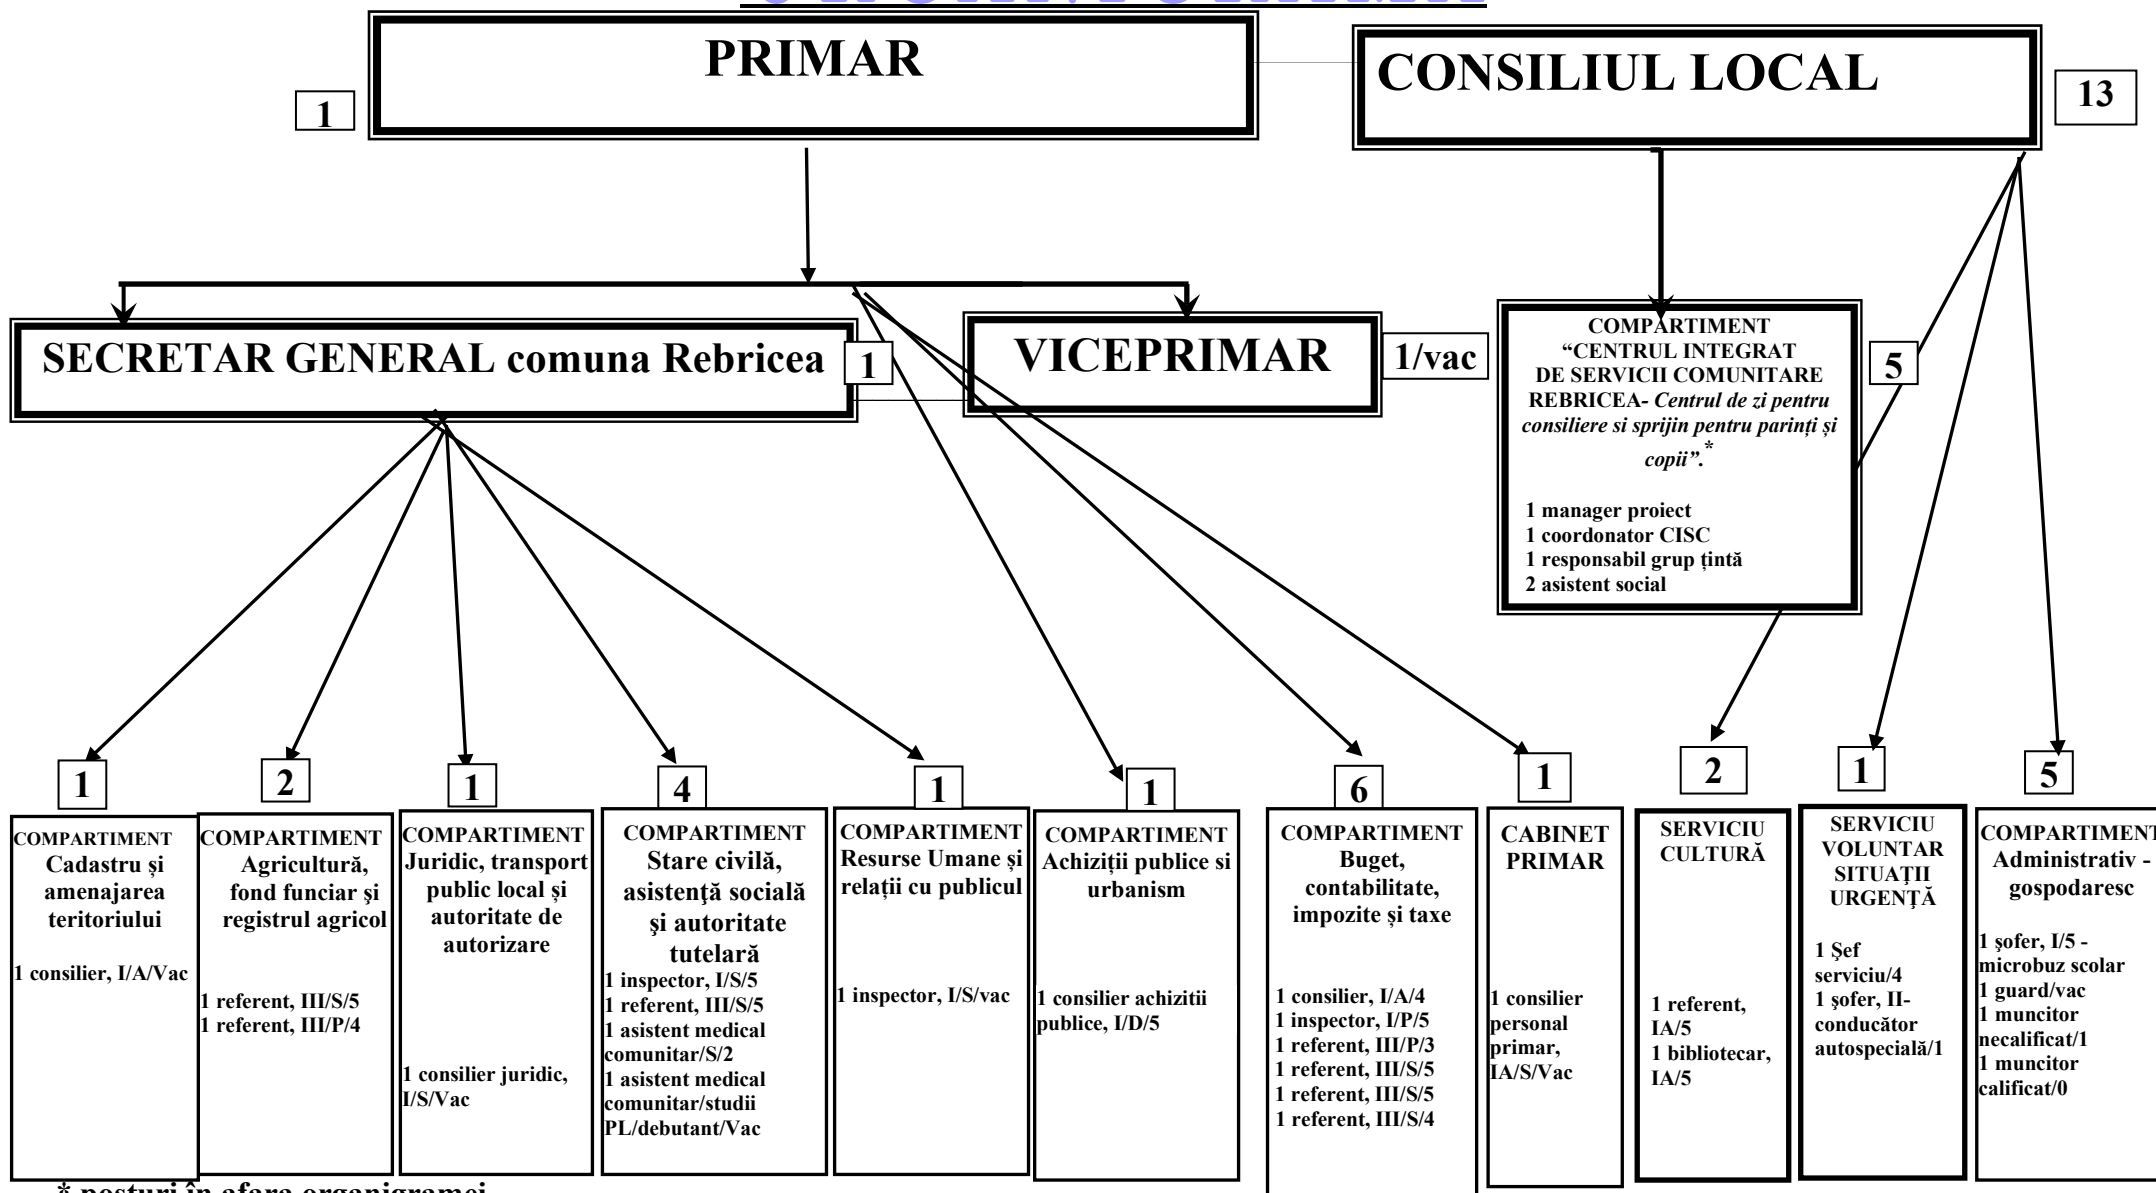 PRIMAR
1
CONSILIUL LOCAL
13
SECRETAR GENERAL comuna Rebricea
1
VICEPRIMAR
1/vac
COMPARTIMENT
“CENTRUL INTEGRAT
DE SERVICII COMUNITARE
REBRICEA- Centrul de zi pentru
consiliere si sprijin pentru parinți și
copii”.*
1 manager proiect
1 coordonator CISC
1 responsabil grup țintă
2 asistent social
5
1
COMPARTIMENT
Cadastru și
amenajarea
teritoriului
1 consilier, I/A/Vac
2
COMPARTIMENT
Agricultură,
fond funciar şi
registrul agricol
1 referent, III/S/5
1 referent, III/P/4
1
COMPARTIMENT
Juridic, transport
public local și
autoritate de
autorizare
1 consilier juridic,
I/S/Vac
4
COMPARTIMENT
Stare civilă,
asistenţă socială
şi autoritate
tutelară
1 inspector, I/S/5
1 referent, III/S/5
1 asistent medical
comunitar/S/2
1 asistent medical
comunitar/studii
PL/debutant/Vac
1
COMPARTIMENT
Resurse Umane și
relații cu publicul
1 inspector, I/S/vac
1
COMPARTIMENT
Achiziții publice si
urbanism
1 consilier achizitii
publice, I/D/5
6
COMPARTIMENT
Buget,
contabilitate,
impozite și taxe
1 consilier, I/A/4
1 inspector, I/P/5
1 referent, III/P/3
1 referent, III/S/5
1 referent, III/S/5
1 referent, III/S/4
1
CABINET
PRIMAR
1 consilier
personal
primar,
IA/S/Vac
2
SERVICIU
CULTURĂ
1 referent,
IA/5
1 bibliotecar,
IA/5
1
SERVICIU
VOLUNTAR
SITUAŢII
URGENŢĂ
1 Şef
serviciu/4
1 şofer, II-
conducător
autospecială/1
5
COMPARTIMENT
Administrativ -
gospodaresc
1 şofer, I/5 -
microbuz scolar
1 guard/vac
1 muncitor
necalificat/1
1 muncitor
calificat/0
* posturi în afara organigramei